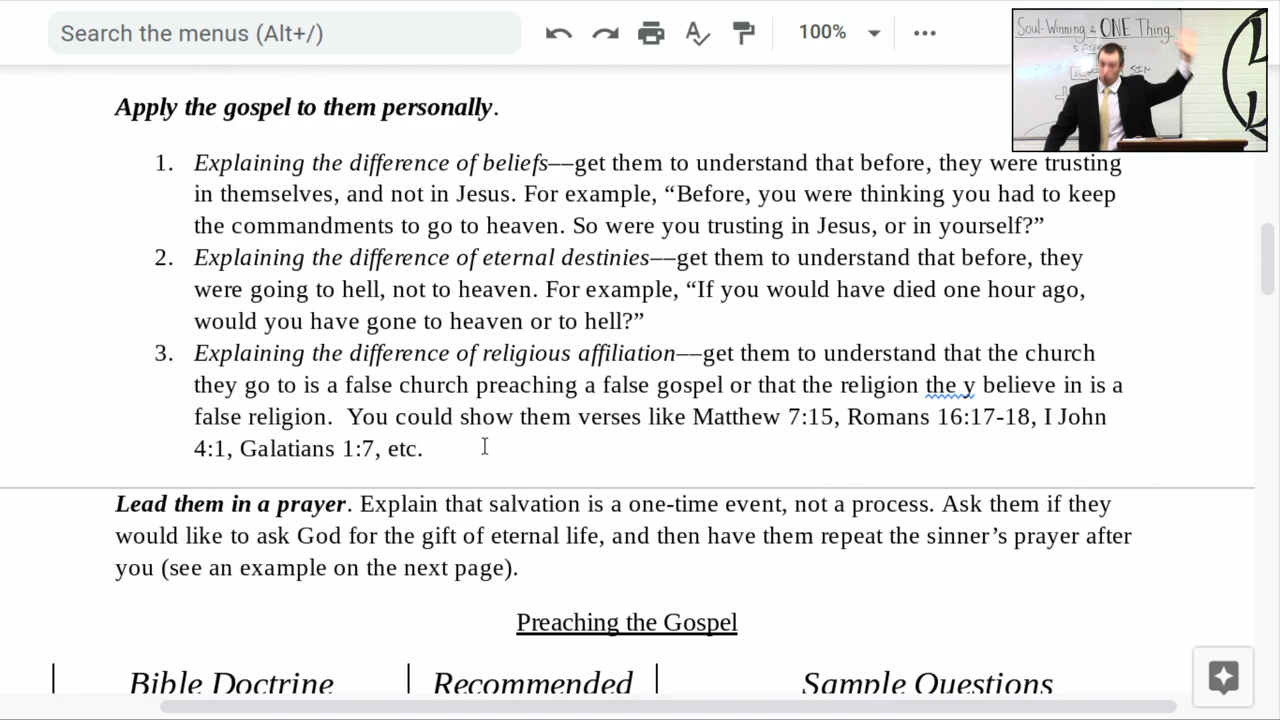 Search the menus (Alt+/)
100%
Soul-Winning: ONE Thing
SIN
Apply the gospel to them personally.
1. Explaining the difference of beliefs—get them to understand that before, they were trusting
in themselves, and not in Jesus. For example, “Before, you were thinking you had to keep
the commandments to go to heaven. So were you trusting in Jesus, or in yourself?”
2. Explaining the difference of eternal destinies—get them to understand that before, they
were going to hell, not to heaven. For example, “If you would have died one hour ago,
would you have gone to heaven or to hell?”
3. Explaining the difference of religious affiliation—get them to understand that the church
they go to is a false church preaching a false gospel or that the religion the y believe in is a
false religion.  You could show them verses like Matthew 7:15, Romans 16:17-18, I John
4:1, Galatians 1:7, etc.
Lead them in a prayer. Explain that salvation is a one-time event, not a process. Ask them if they
would like to ask God for the gift of eternal life, and then have them repeat the sinner’s prayer after
you (see an example on the next page).
Preaching the Gospel
Bible Doctrine
Recommended
Sample Questions